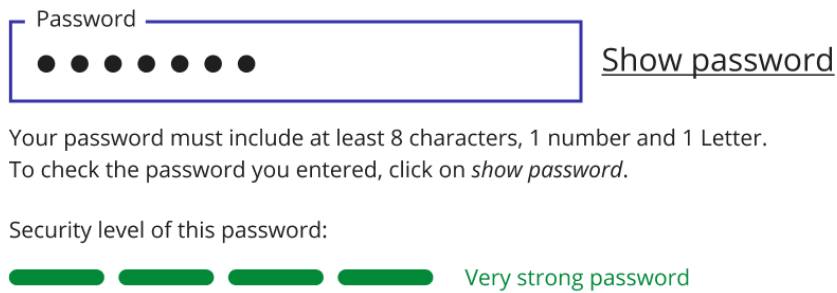 Password
●●●●●●●
Show password
Your password must include at least 8 characters, 1 number and 1 Letter.
To check the password you entered, click on show password.
Security level of this password:
Very strong password